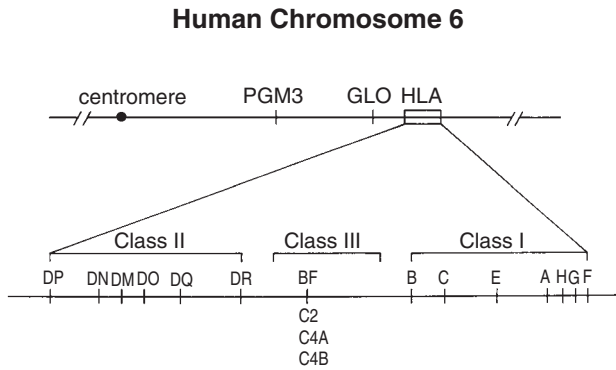 Human Chromosome 6
centromere PGM3 GLO HLA
Class II Class III Class I
DP DN DM DO DQ DR BF B C E A H G F
C2
C4A
C4B